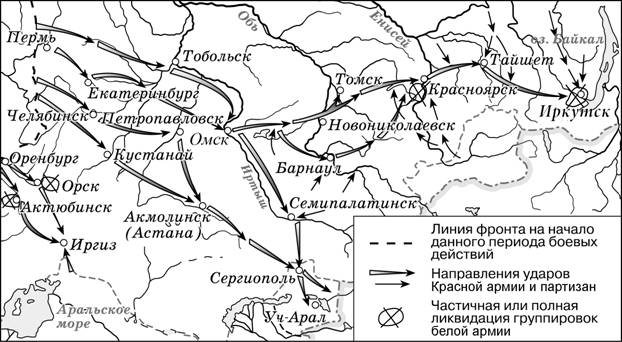 Пермь
Обь
Енисей
оз. Байкал
Тобольск
Тайшет
Екатеринбург
Томск
Красноярск
Иркутск
Челябинск
Петропавловск
Омск
Новониколаевск
Оренбург
Кустанай
Барнаул
Иртыш
Орск
Актюбинск
Акмолинск
(Астана)
Семипалатинск
Иргиз
Сергиополь
Уч-Арал
Аральское
море
Линия фронта на начало
данного периода боевых
действий
Направления ударов
Красной армии и партизан
Частичная или полная
ликвидация группировок
белой армии